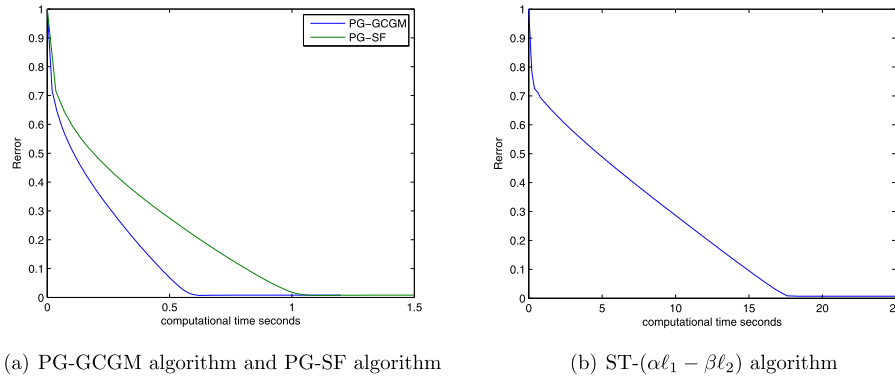 1
0.9
0.8
0.7
0.6
0.5
0.4
0.3
0.2
0.1
0
Rerror
PG-GCGM
PG-SF
0 0.5 1 1.5
computational time seconds
(a) PG-GCGM algorithm and PG-SF algorithm
1
0.9
0.8
0.7
0.6
0.5
0.4
0.3
0.2
0.1
0
Rerror
0 5 10 15 20
computational time seconds
(b) ST-(αℓ₁ − βℓ₂) algorithm